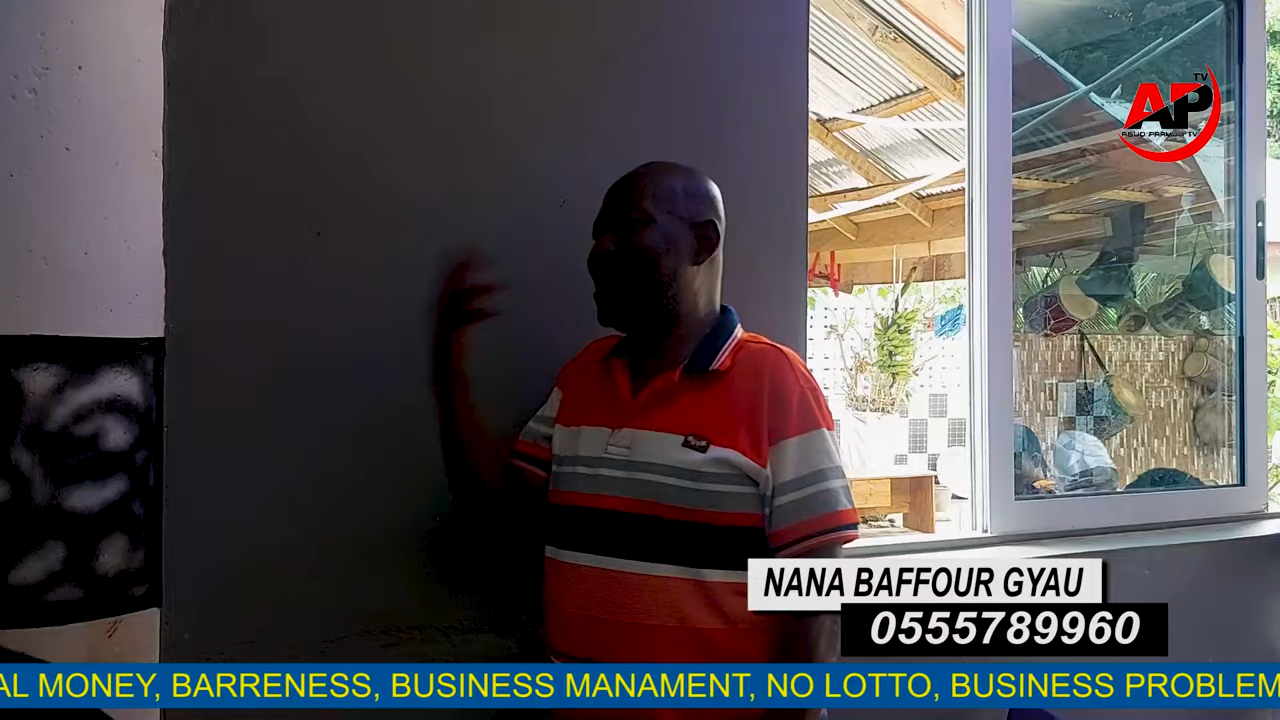 TV
AP
NANA BAFFOUR GYAU
0555789960
AL MONEY, BARRENESS, BUSINESS MANAMENT, NO LOTTO, BUSINESS PROBLEM